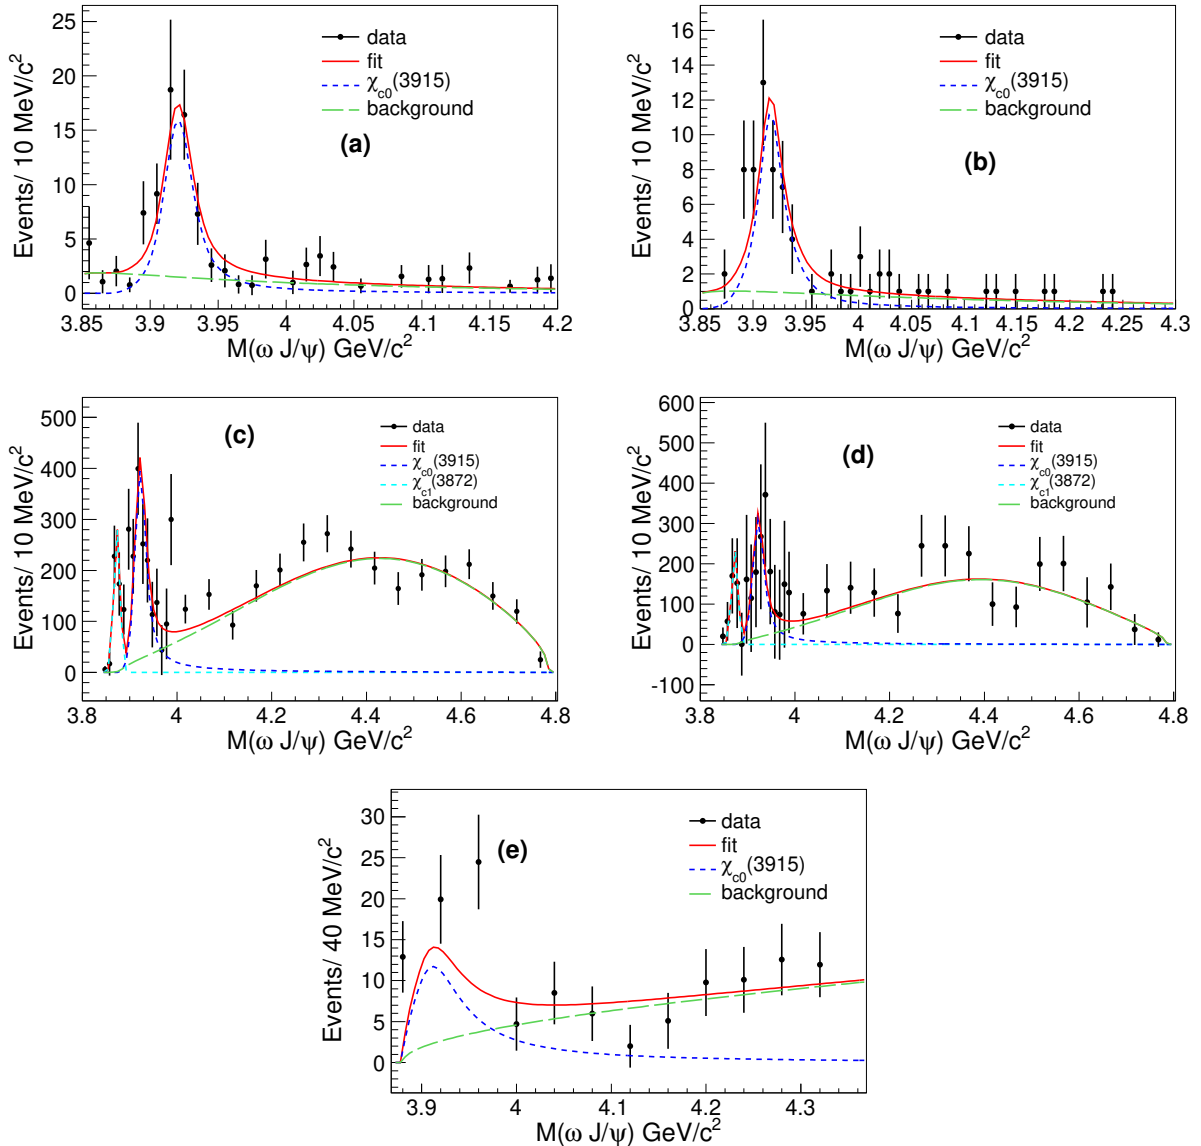 Events/ 10 MeV/c²
25
20
15
10
5
0
data
fit
χc0(3915)
background
(a)
3.85 3.9 3.95 4 4.05 4.1 4.15 4.2
M(ω J/ψ) GeV/c²
Events/ 10 MeV/c²
16
14
12
10
8
6
4
2
0
data
fit
χc0(3915)
background
(b)
3.85 3.9 3.95 4 4.05 4.1 4.15 4.2 4.25 4.3
M(ω J/ψ) GeV/c²
Events/ 10 MeV/c²
500
400
300
200
100
0
(c)
data
fit
χc0(3915)
χc1(3872)
background
3.8 4 4.2 4.4 4.6 4.8
M(ω J/ψ) GeV/c²
Events/ 10 MeV/c²
600
500
400
300
200
100
0
-100
(d)
data
fit
χc0(3915)
χc1(3872)
background
3.8 4 4.2 4.4 4.6 4.8
M(ω J/ψ) GeV/c²
Events/ 40 MeV/c²
30
25
20
15
10
5
0
(e)
data
fit
χc0(3915)
background
3.9 4 4.1 4.2 4.3
M(ω J/ψ) GeV/c²